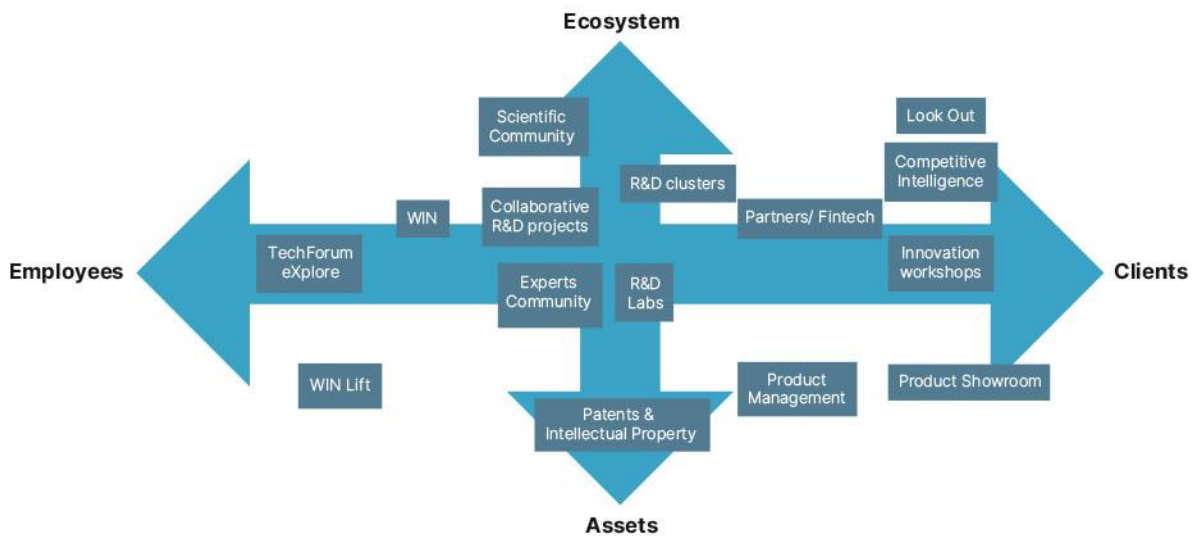 Ecosystem
Look Out
Scientific
Community
Competitive
Intelligence
R&D clusters
WIN
Collaborative
R&D projects
Partners/ Fintech
Employees
TechForum
eXplore
Innovation
workshops
Clients
Experts
Community
R&D
Labs
WIN Lift
Product
Management
Product Showroom
Patents &
Intellectual Property
Assets